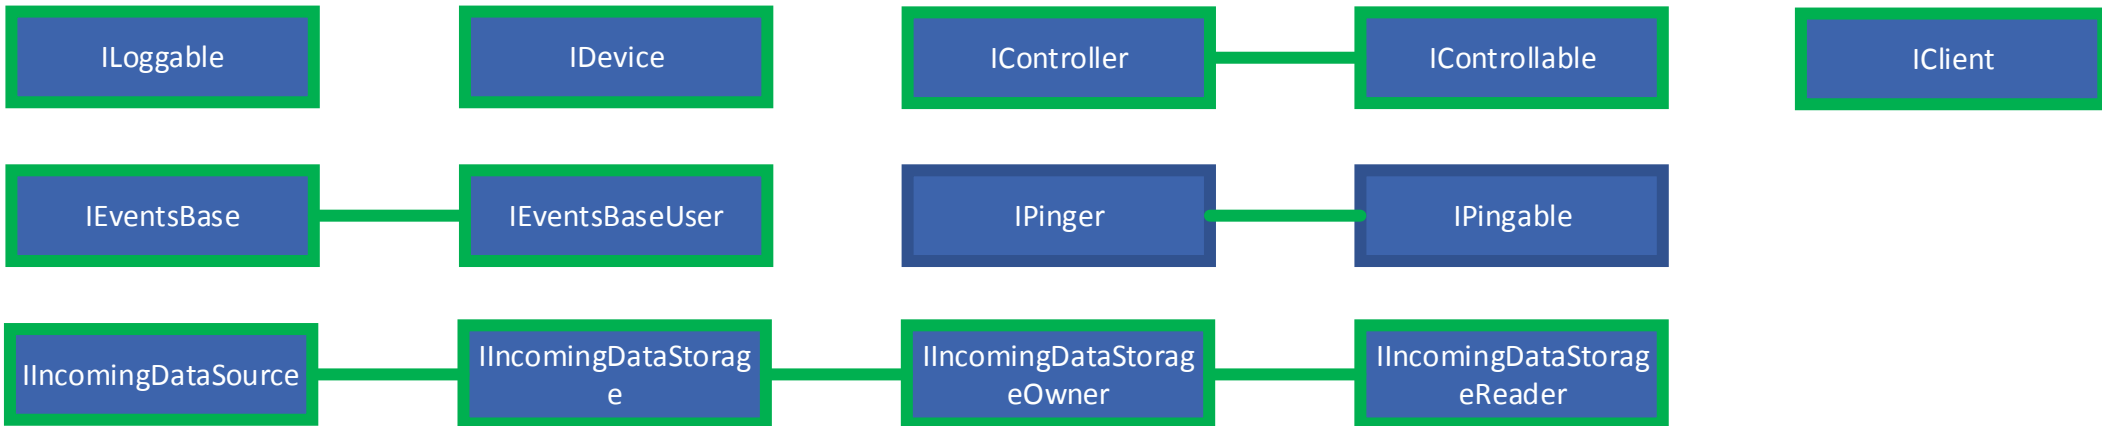 ILoggable
IDevice
IController
IControllable
IClient
IEventsBase
IEventsBaseUser
IPinger
IPingable
IIncomingDataSource
IIncomingDataStorag
e
IIncomingDataStorag
eOwner
IIncomingDataStorag
eReader